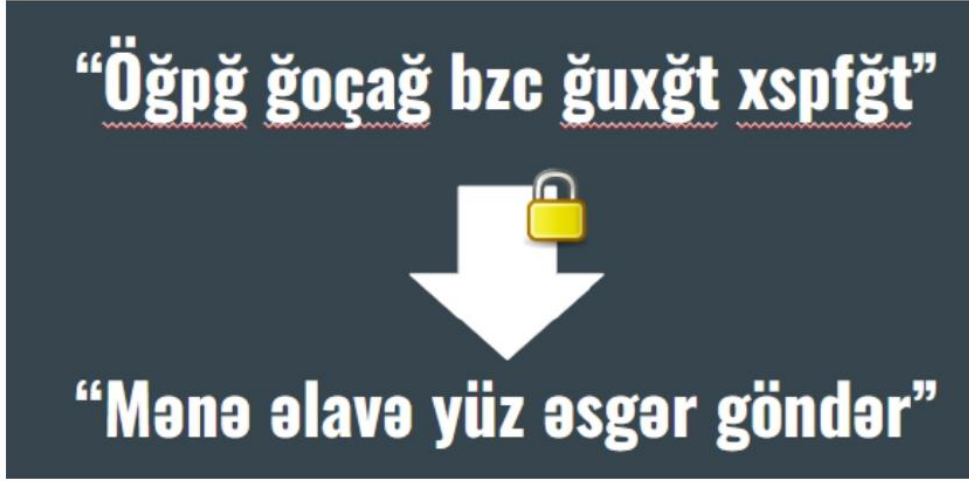 “Öğpğ ğoçağ bzc ğuxğt xspfğt”
“Mənə əlavə yüz əsgər göndər”